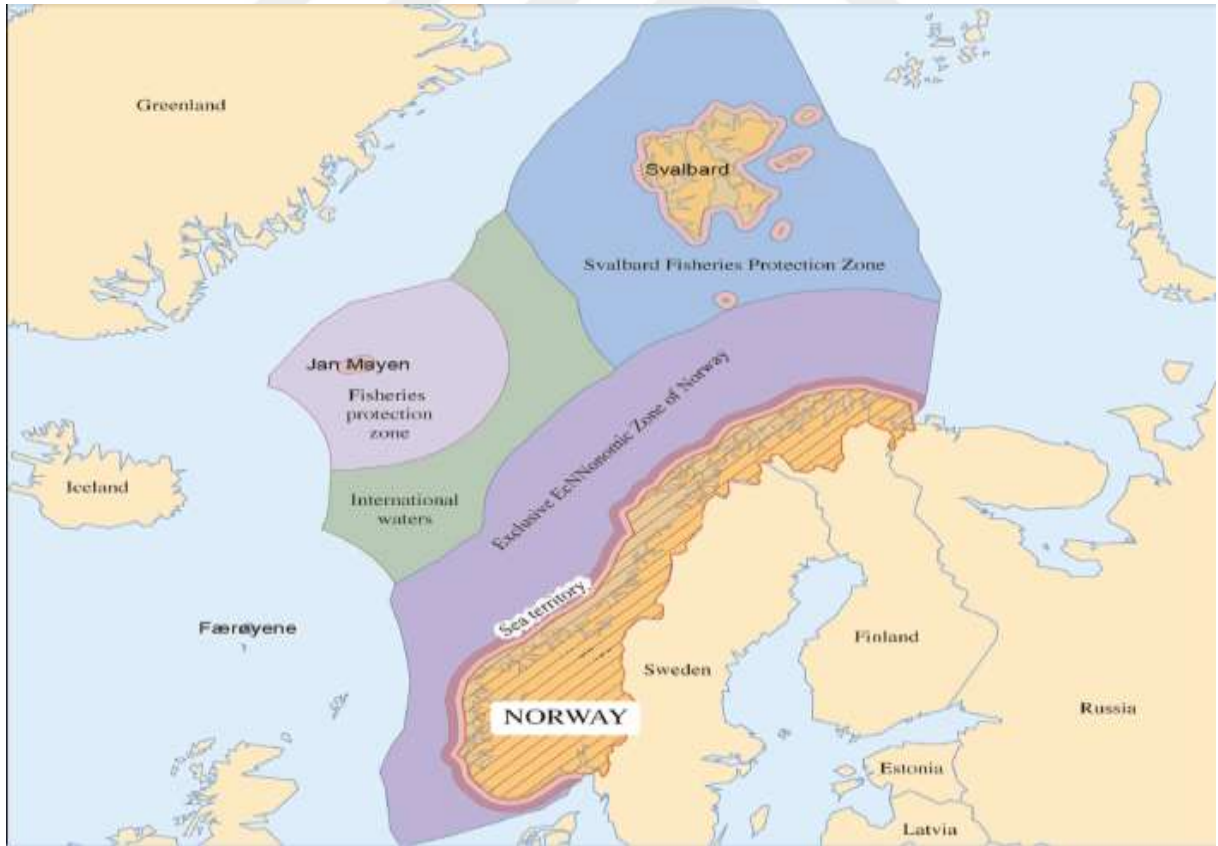 Greenland
Svalbard
Svalbard Fisheries Protection Zone
Jan Mayen
Fisheries
protection
zone
Exclusive EcNNonomic Zone of Norway
Iceland
International
waters
Sea territory
Færøyene
Finland
Sweden
NORWAY
Russia
Estonia
Latvia